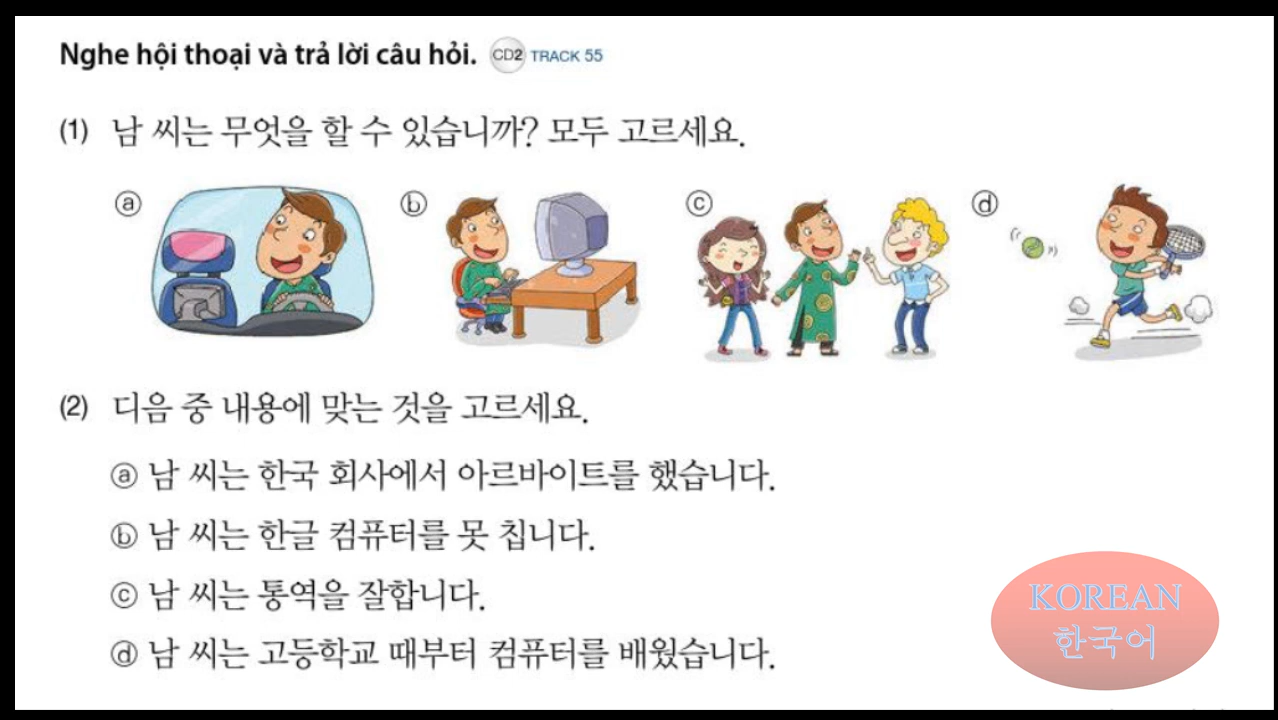 Nghe hội thoại và trả lời câu hỏi. CD2 TRACK 55
(1) 남 씨는 무엇을 할 수 있습니까? 모두 고르세요.
ⓐ ⓑ ⓒ ⓓ
(2) 디음 중 내용에 맞는 것을 고르세요.
ⓐ 남 씨는 한국 회사에서 아르바이트를 했습니다.
ⓑ 남 씨는 한글 컴퓨터를 못 칩니다.
ⓒ 남 씨는 통역을 잘합니다.
ⓓ 남 씨는 고등학교 때부터 컴퓨터를 배웠습니다.
KOREAN
한국어